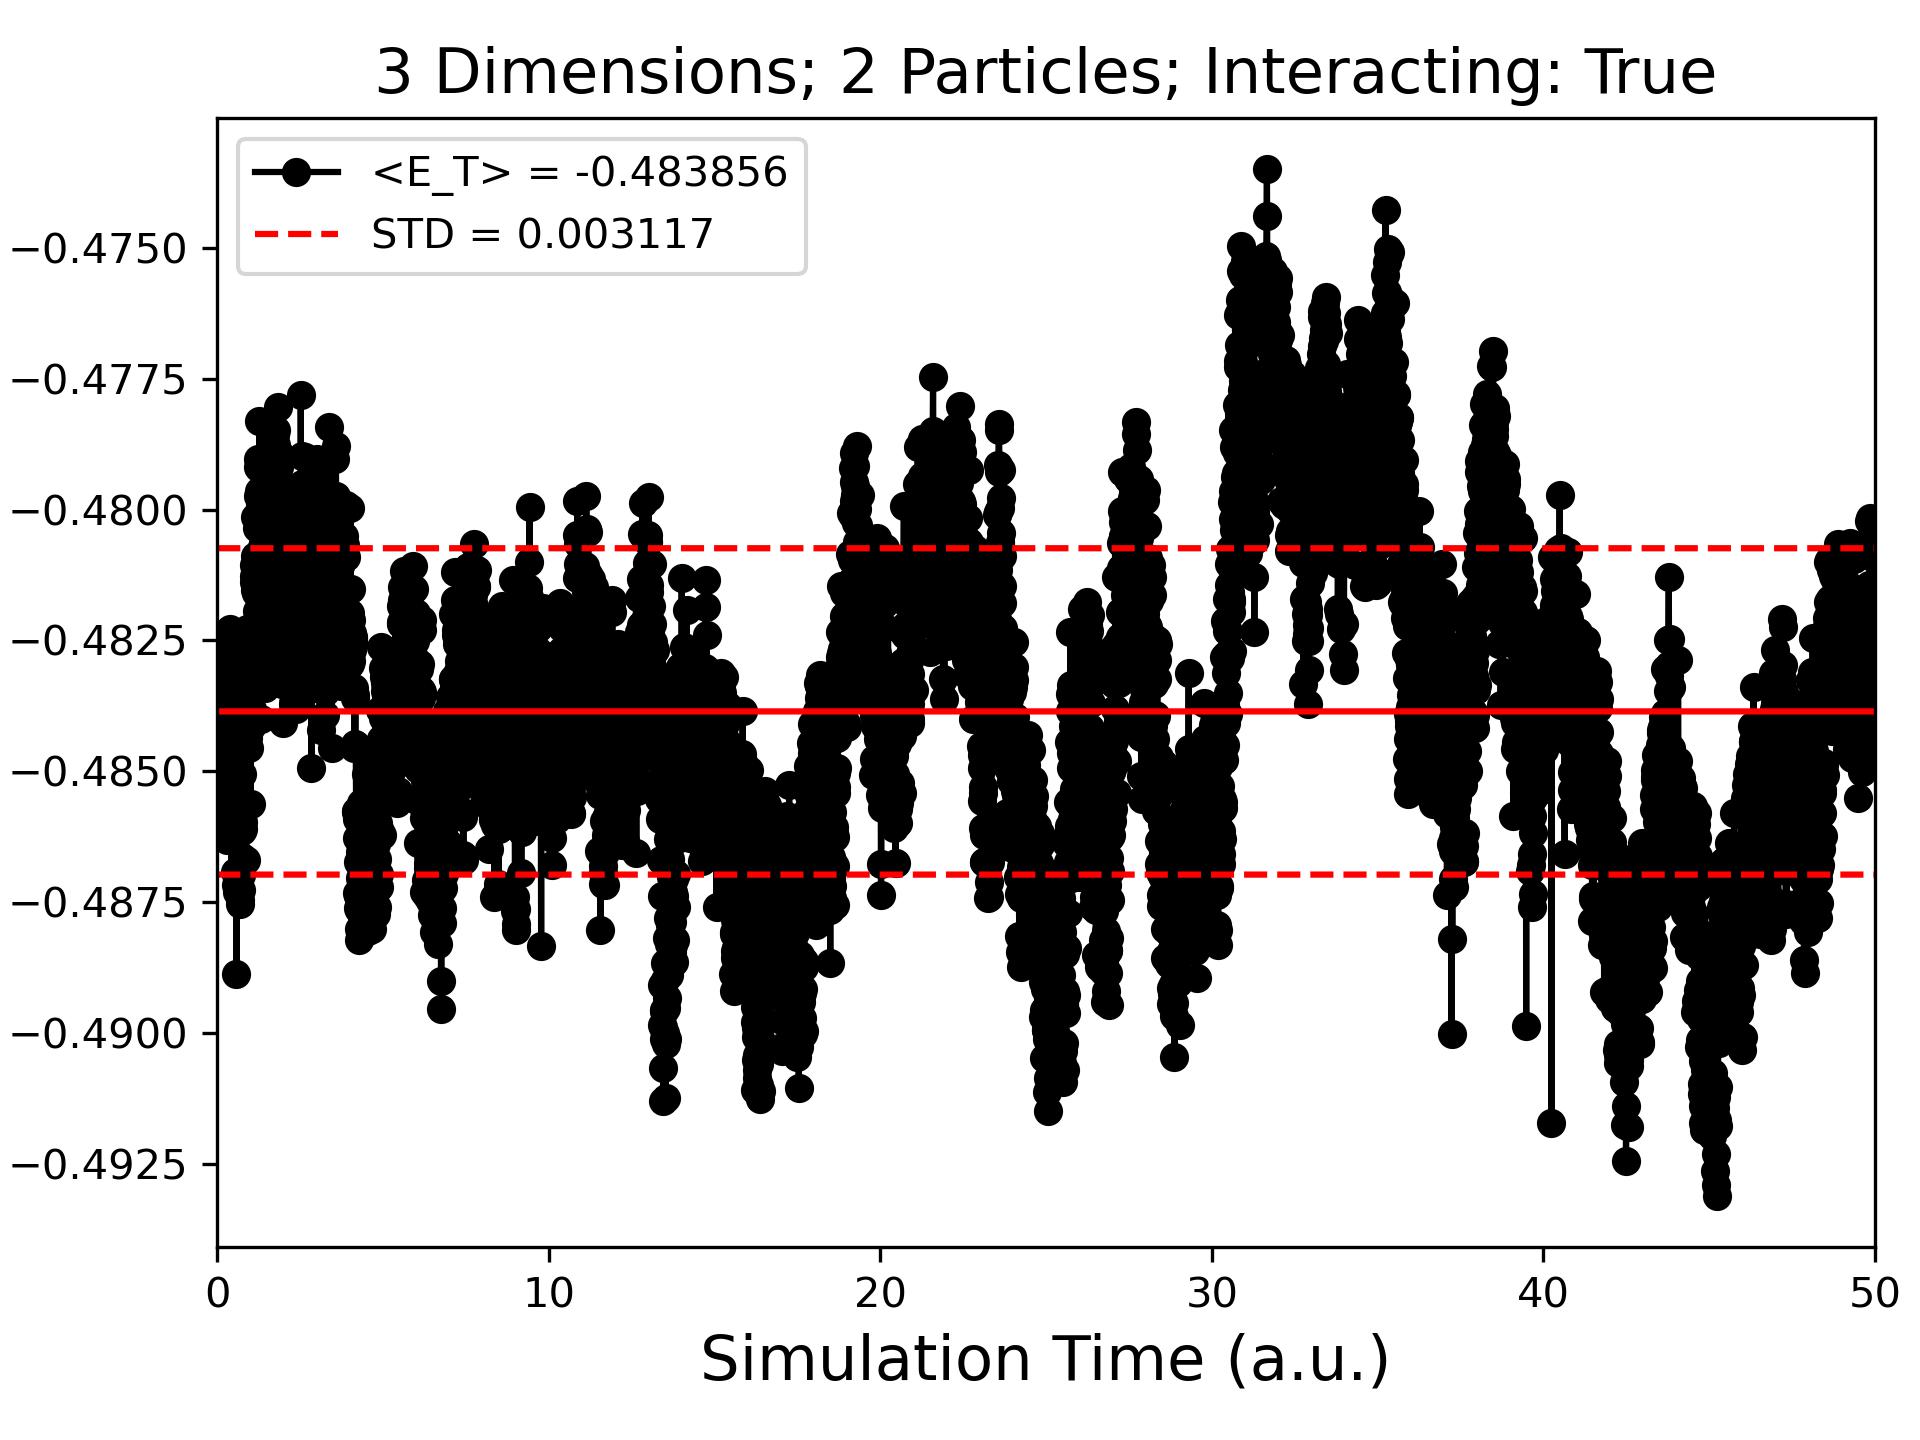 3 Dimensions; 2 Particles; Interacting: True
<E_T> = -0.483856
STD = 0.003117
−0.4750
−0.4775
−0.4800
−0.4825
−0.4850
−0.4875
−0.4900
−0.4925
0 10 20 30 40 50
Simulation Time (a.u.)